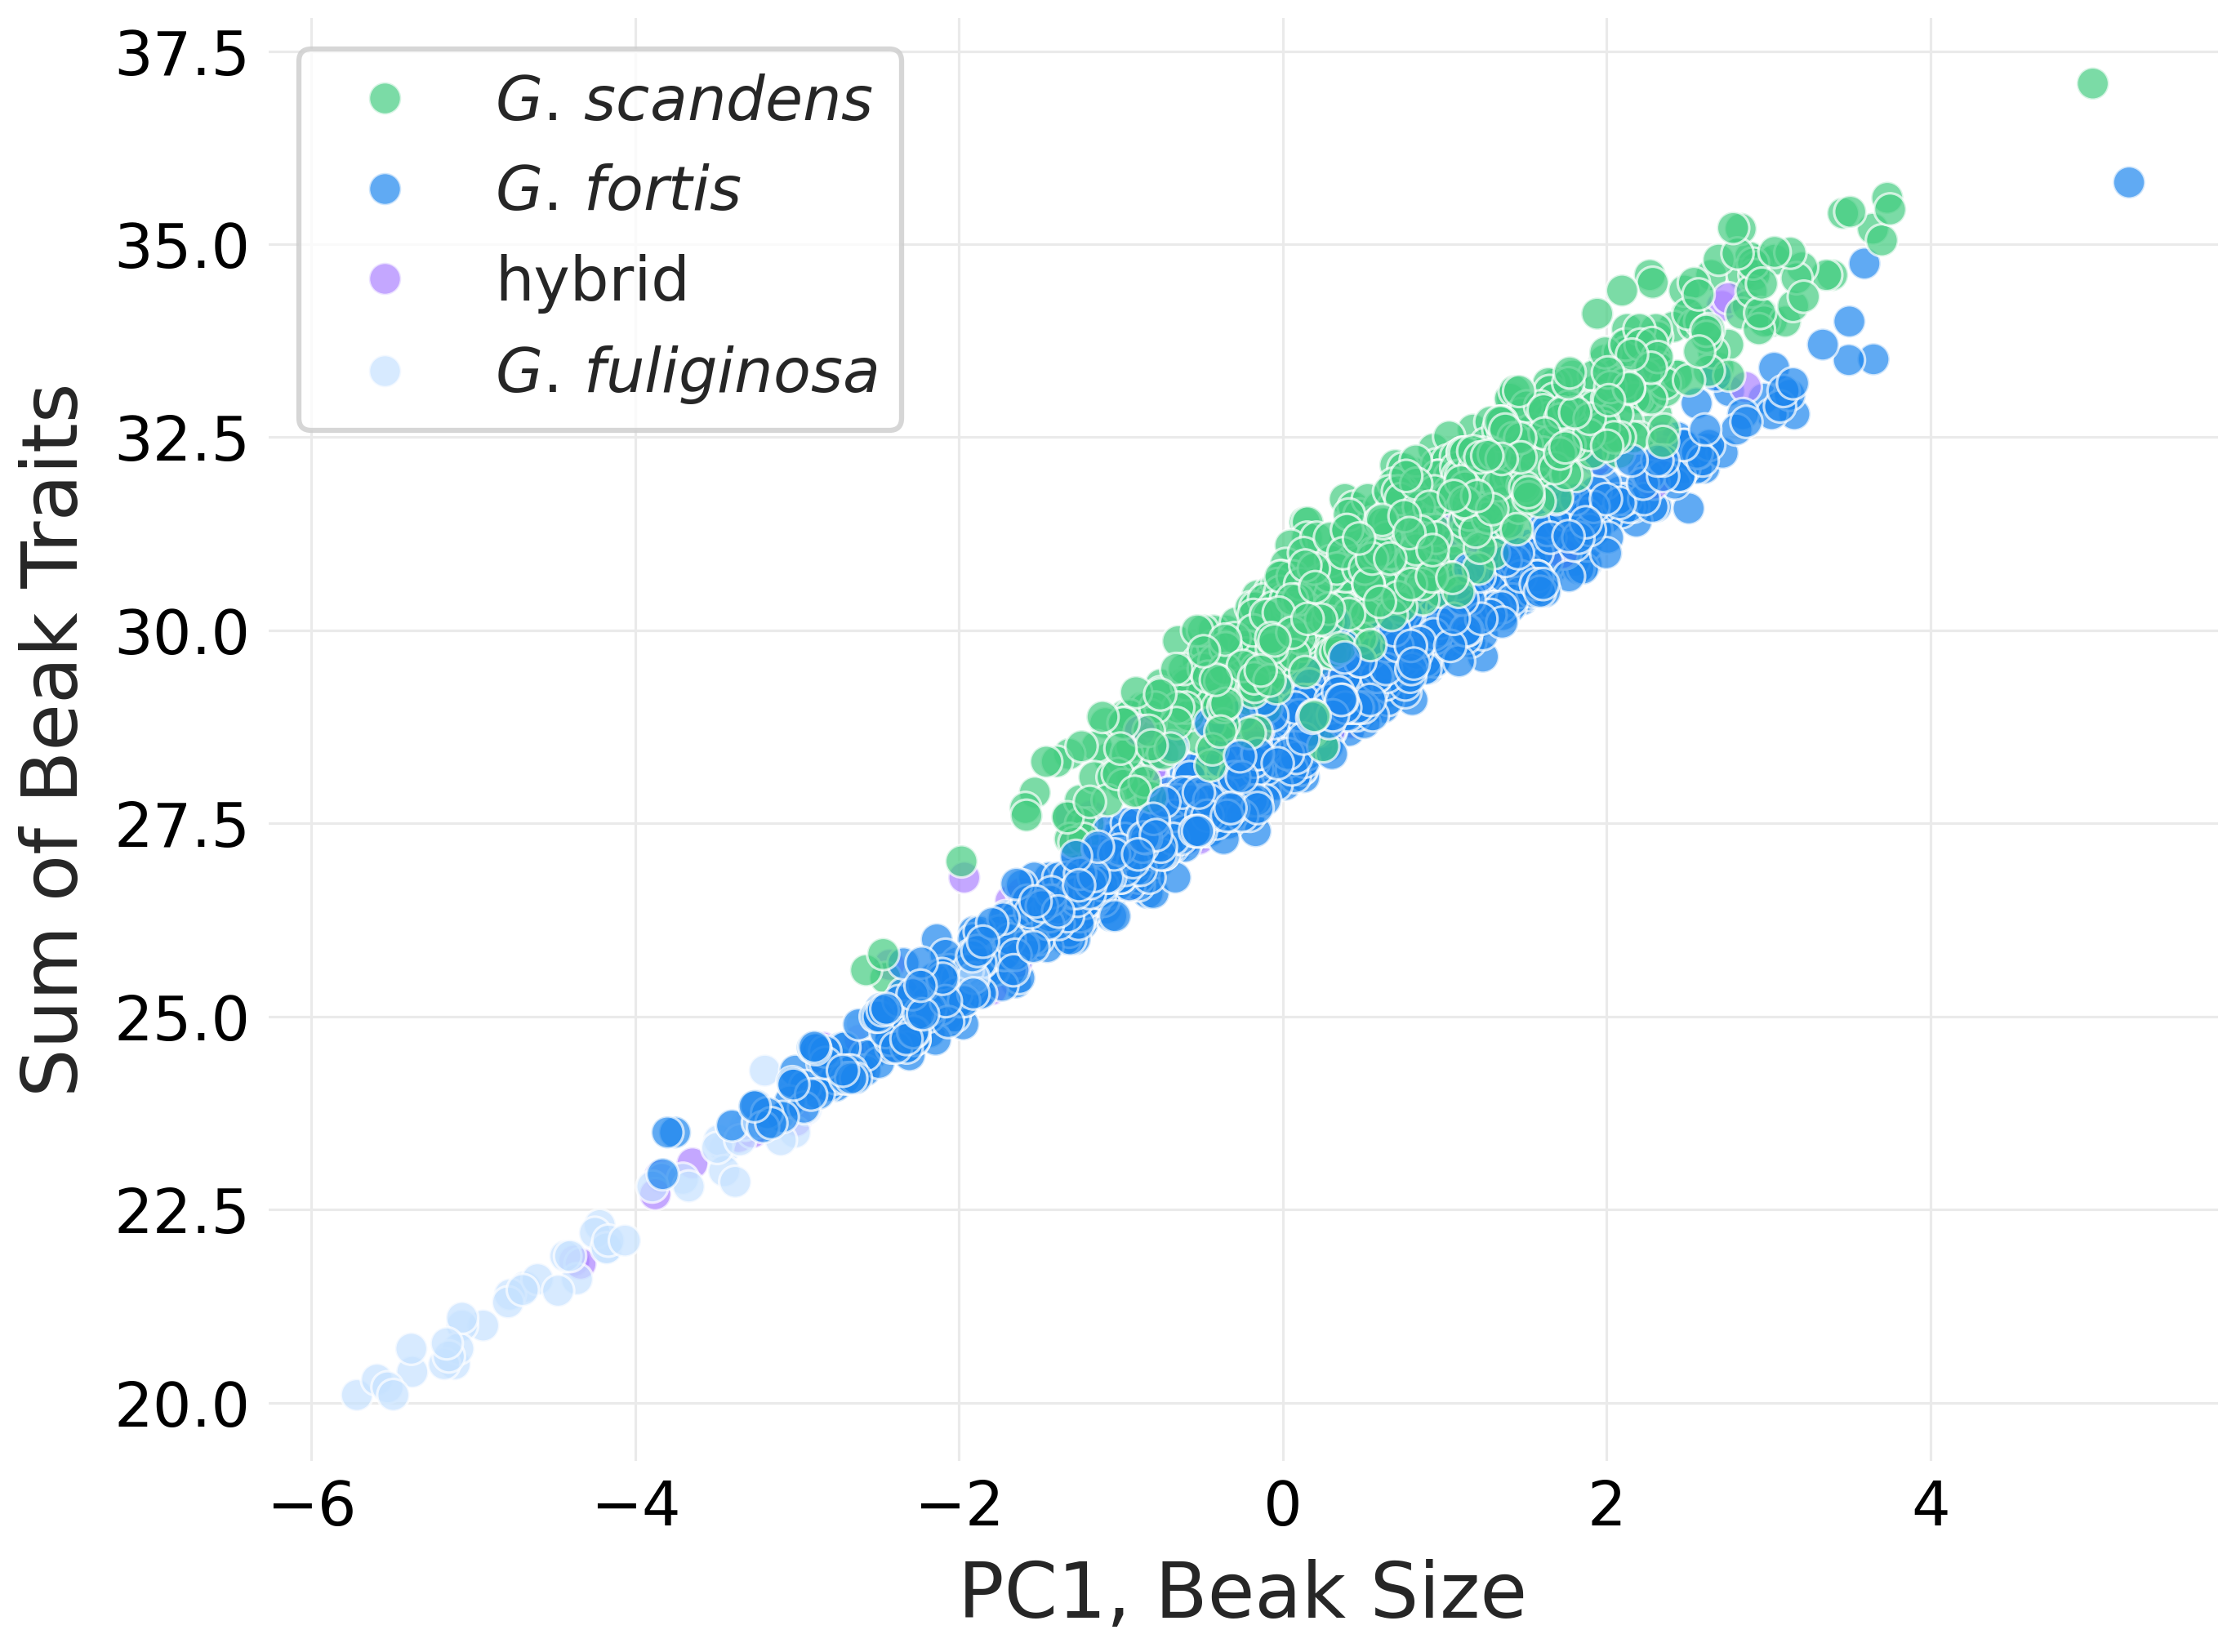 37.5
35.0
32.5
30.0
27.5
25.0
22.5
20.0
Sum of Beak Traits
G. scandens
G. fortis
hybrid
G. fuliginosa
−6 −4 −2 0 2 4
PC1, Beak Size